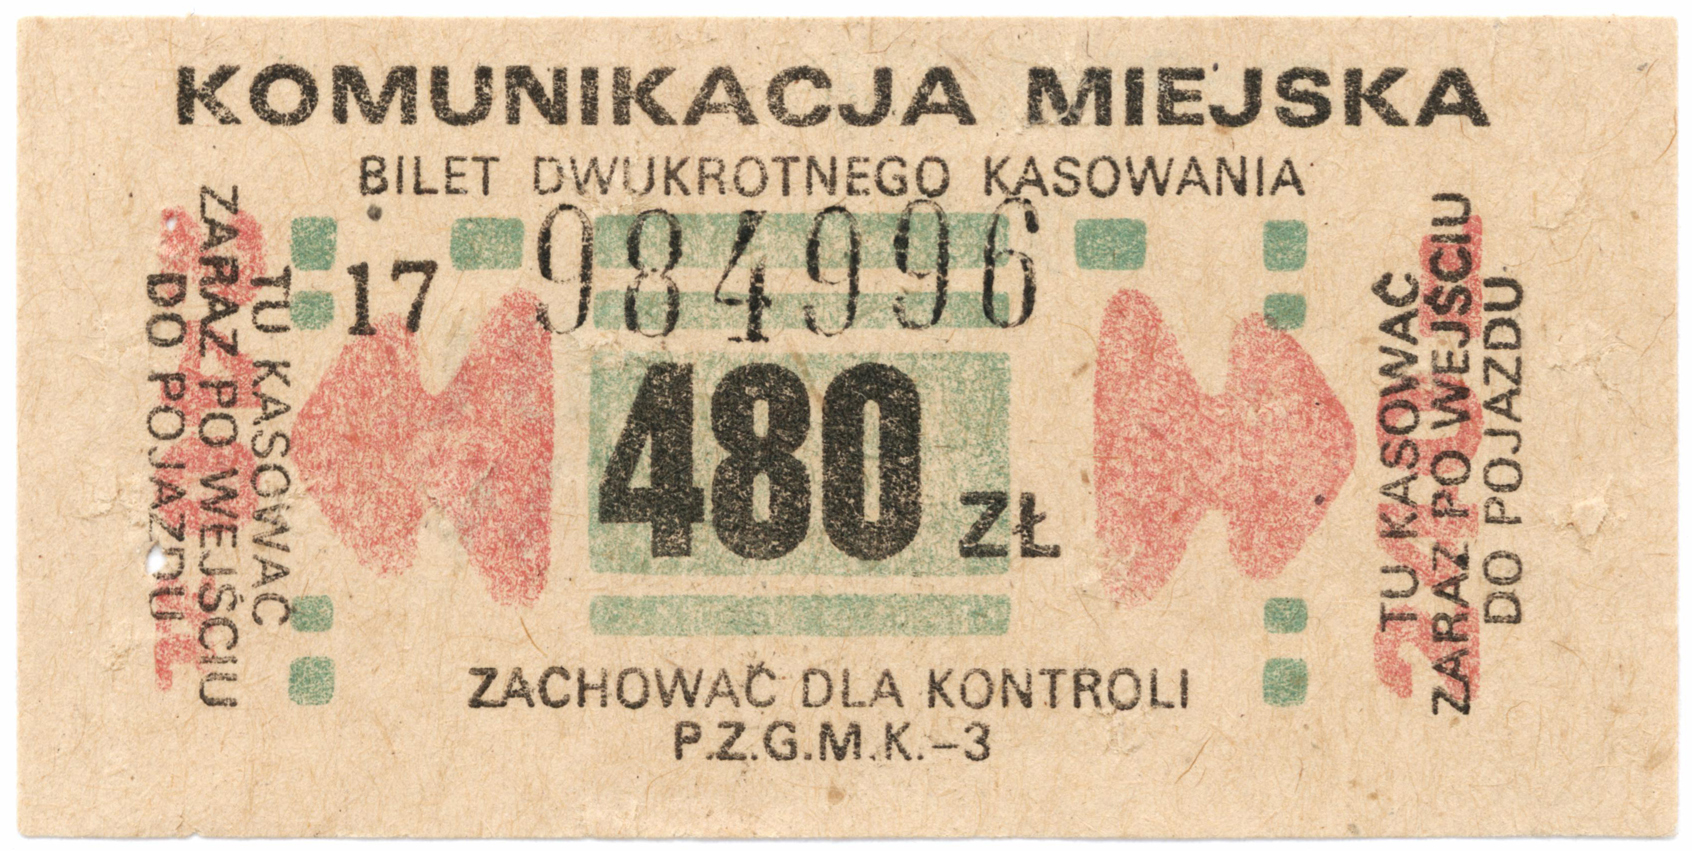 KOMUNIKACJA MIEJSKA
BILET DWUKROTNEGO KASOWANIA
17 984996
480 ZŁ
TU KASOWAĆ
ZARAZ PO WEJŚCIU
DO POJAZDU
TU KASOWAĆ
ZARAZ PO WEJŚCIU
DO POJAZDU
ZACHOWAĆ DLA KONTROLI
P.Z.G.M.K.-3